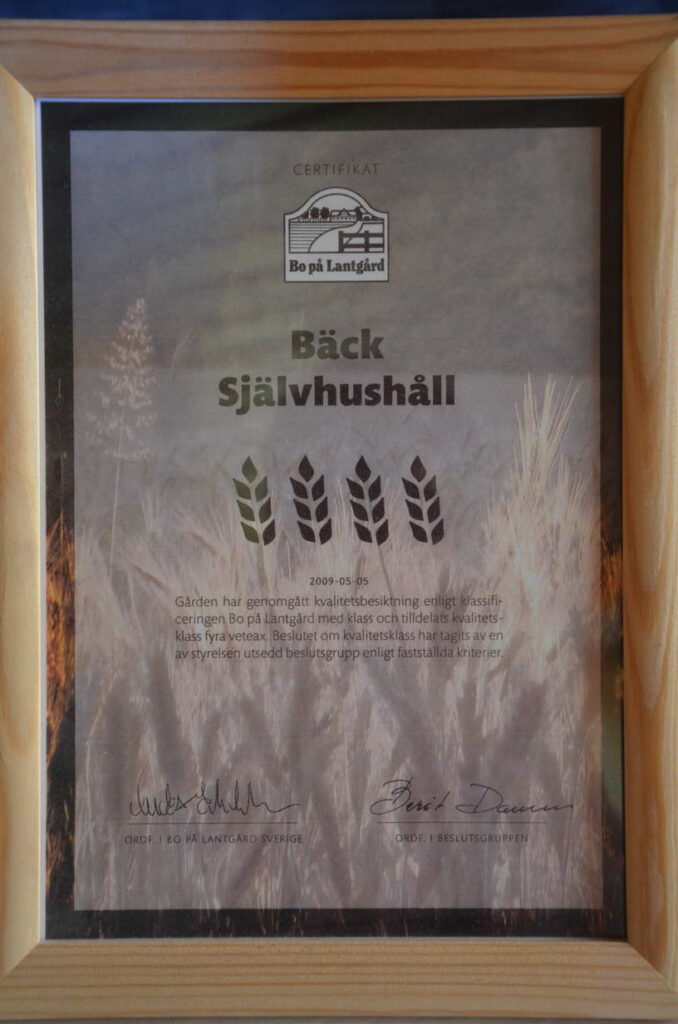 CERTIFIKAT
Bo på Lantgård
Bäck
Självhushåll
2009-05-05
Gården har genomgått kvalitetsbesiktning enligt klassifi-
ceringen Bo på Lantgård med klass och tilldelats kvalitets-
klass fyra veteax. Beslutet om kvalitetsklass har tagits av en
av styrelsen utsedd beslutsgrupp enligt fastställda kriterier.
Berit
ORDF. I BO PÅ LANTGÅRD SVERIGE
ORDF. I BESLUTSGRUPPEN